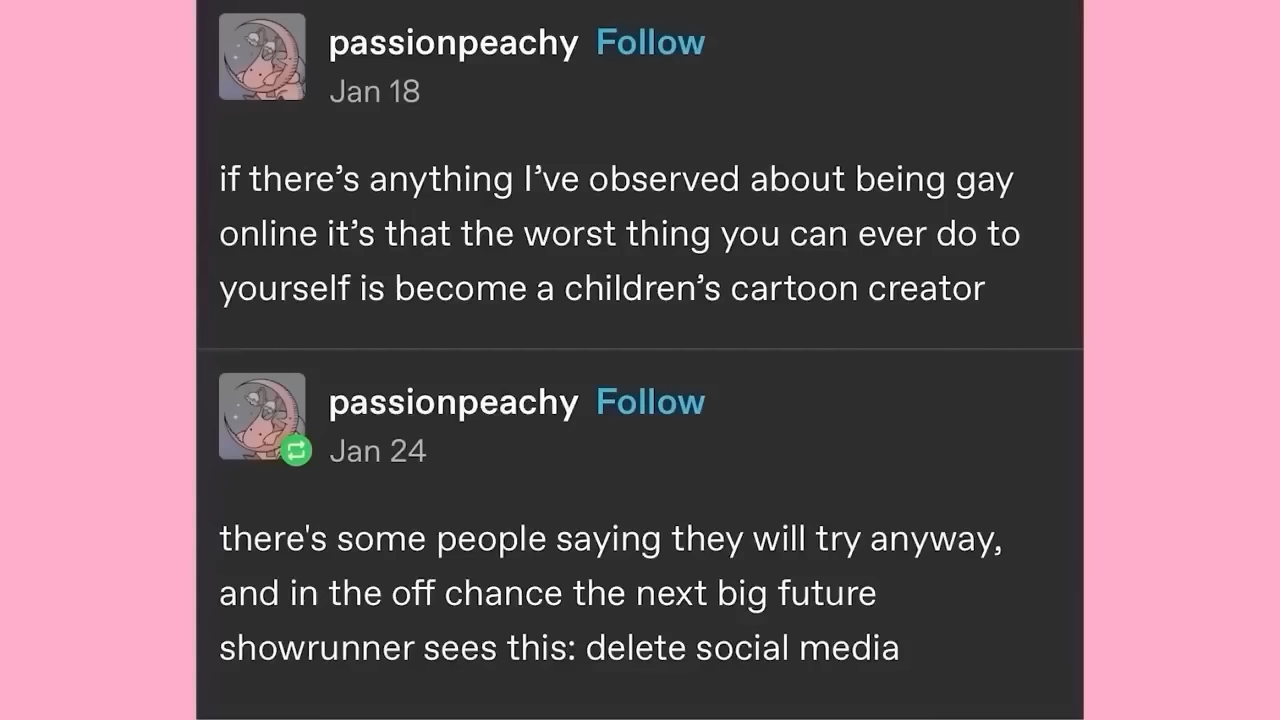 passionpeachy Follow
Jan 18
if there’s anything I’ve observed about being gay
online it’s that the worst thing you can ever do to
yourself is become a children’s cartoon creator
passionpeachy Follow
Jan 24
there's some people saying they will try anyway,
and in the off chance the next big future
showrunner sees this: delete social media